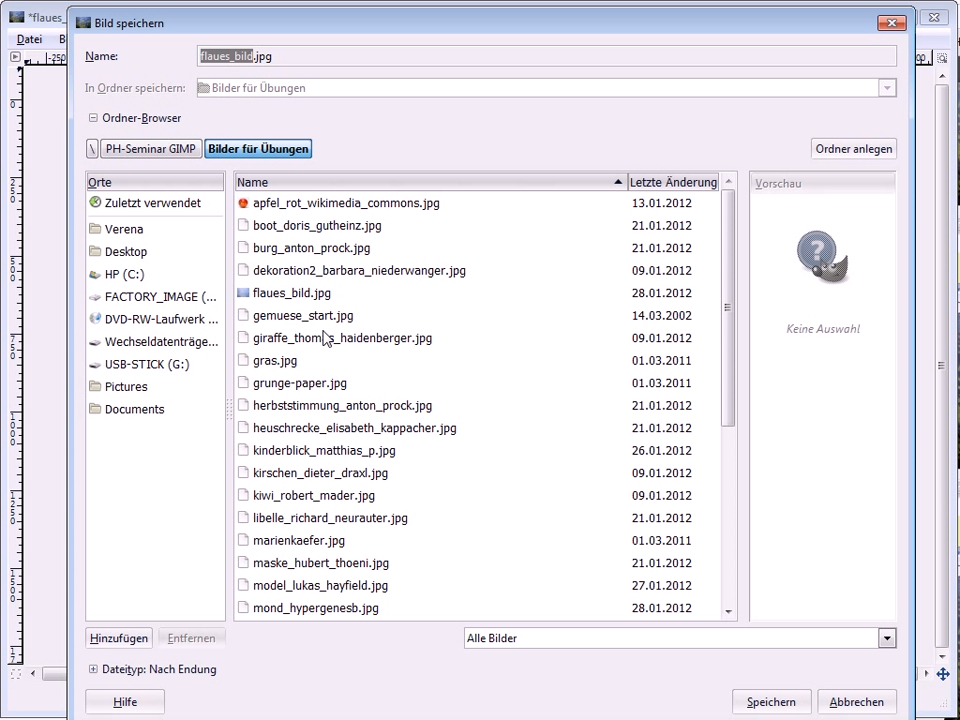 *flaues_
Bild speichern
Datei
B
Name:
flaues_bild.jpg
In Ordner speichern:
Bilder für Übungen
Ordner-Browser
\
PH-Seminar GIMP
Bilder für Übungen
Ordner anlegen
Orte
Zuletzt verwendet
Verena
Desktop
HP (C:)
FACTORY_IMAGE (...
DVD-RW-Laufwerk ...
Wechseldatenträge...
USB-STICK (G:)
Pictures
Documents
Name
Letzte Änderung
apfel_rot_wikimedia_commons.jpg 13.01.2012
boot_doris_gutheinz.jpg 21.01.2012
burg_anton_prock.jpg 21.01.2012
dekoration2_barbara_niederwanger.jpg 09.01.2012
flaues_bild.jpg 28.01.2012
gemuese_start.jpg 14.03.2002
giraffe_thomas_haidenberger.jpg 09.01.2012
gras.jpg 01.03.2011
grunge-paper.jpg 01.03.2011
herbststimmung_anton_prock.jpg 21.01.2012
heuschrecke_elisabeth_kappacher.jpg 21.01.2012
kinderblick_matthias_p.jpg 26.01.2012
kirschen_dieter_draxl.jpg 09.01.2012
kiwi_robert_mader.jpg 09.01.2012
libelle_richard_neurauter.jpg 21.01.2012
marienkaefer.jpg 01.03.2011
maske_hubert_thoeni.jpg 21.01.2012
model_lukas_hayfield.jpg 27.01.2012
mond_hypergenesb.jpg 28.01.2012
Vorschau
Keine Auswahl
Hinzufügen
Entfernen
Alle Bilder
Dateityp: Nach Endung
Hilfe
Speichern
Abbrechen